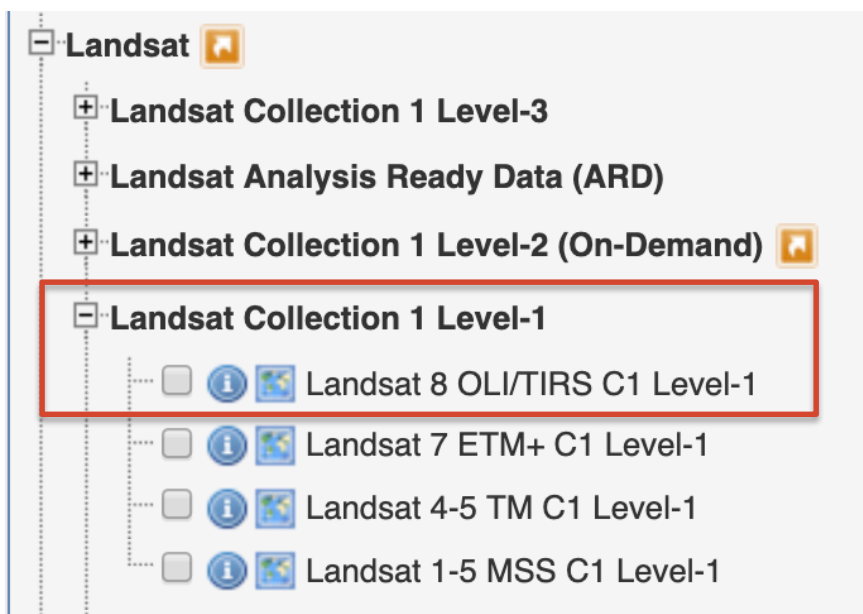 Landsat
Landsat Collection 1 Level-3
Landsat Analysis Ready Data (ARD)
Landsat Collection 1 Level-2 (On-Demand)
Landsat Collection 1 Level-1
Landsat 8 OLI/TIRS C1 Level-1
Landsat 7 ETM+ C1 Level-1
Landsat 4-5 TM C1 Level-1
Landsat 1-5 MSS C1 Level-1